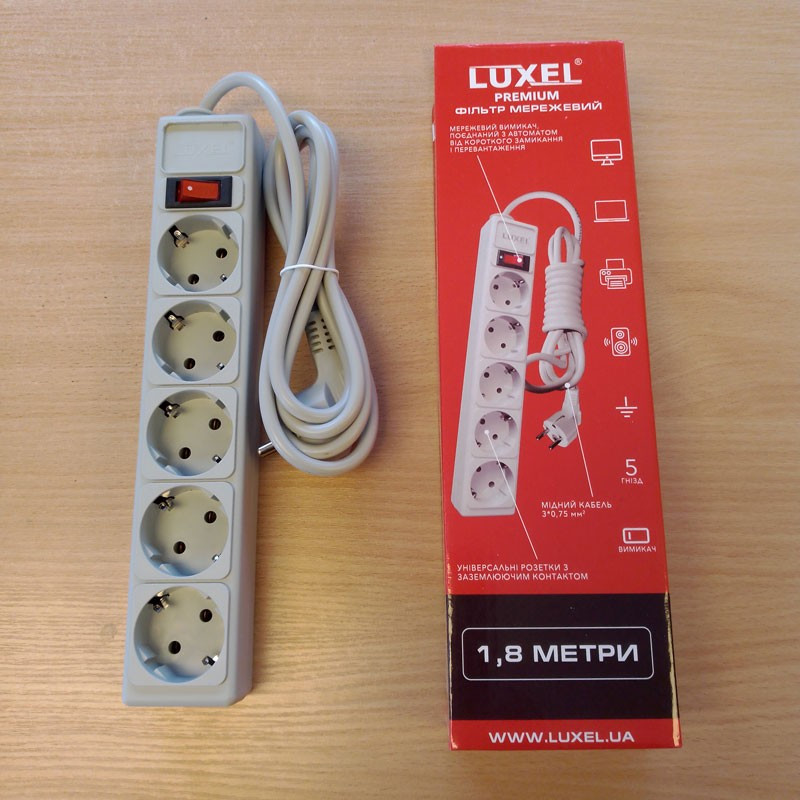 LUXEL
LUXEL®
PREMIUM
ФІЛЬТР МЕРЕЖЕВИЙ
МЕРЕЖЕВИЙ ВИМИКАЧ,
ПОЄДНАНИЙ З АВТОМАТОМ
ВІД КОРОТКОГО ЗАМИКАННЯ
І ПЕРЕВАНТАЖЕННЯ
LUXEL
5
ГНІЗД
МІДНИЙ КАБЕЛЬ
3*0,75 мм²
ВИМИКАЧ
УНІВЕРСАЛЬНІ РОЗЕТКИ З
ЗАЗЕМЛЮЮЧИМ КОНТАКТОМ
1,8 МЕТРИ
WWW.LUXEL.UA